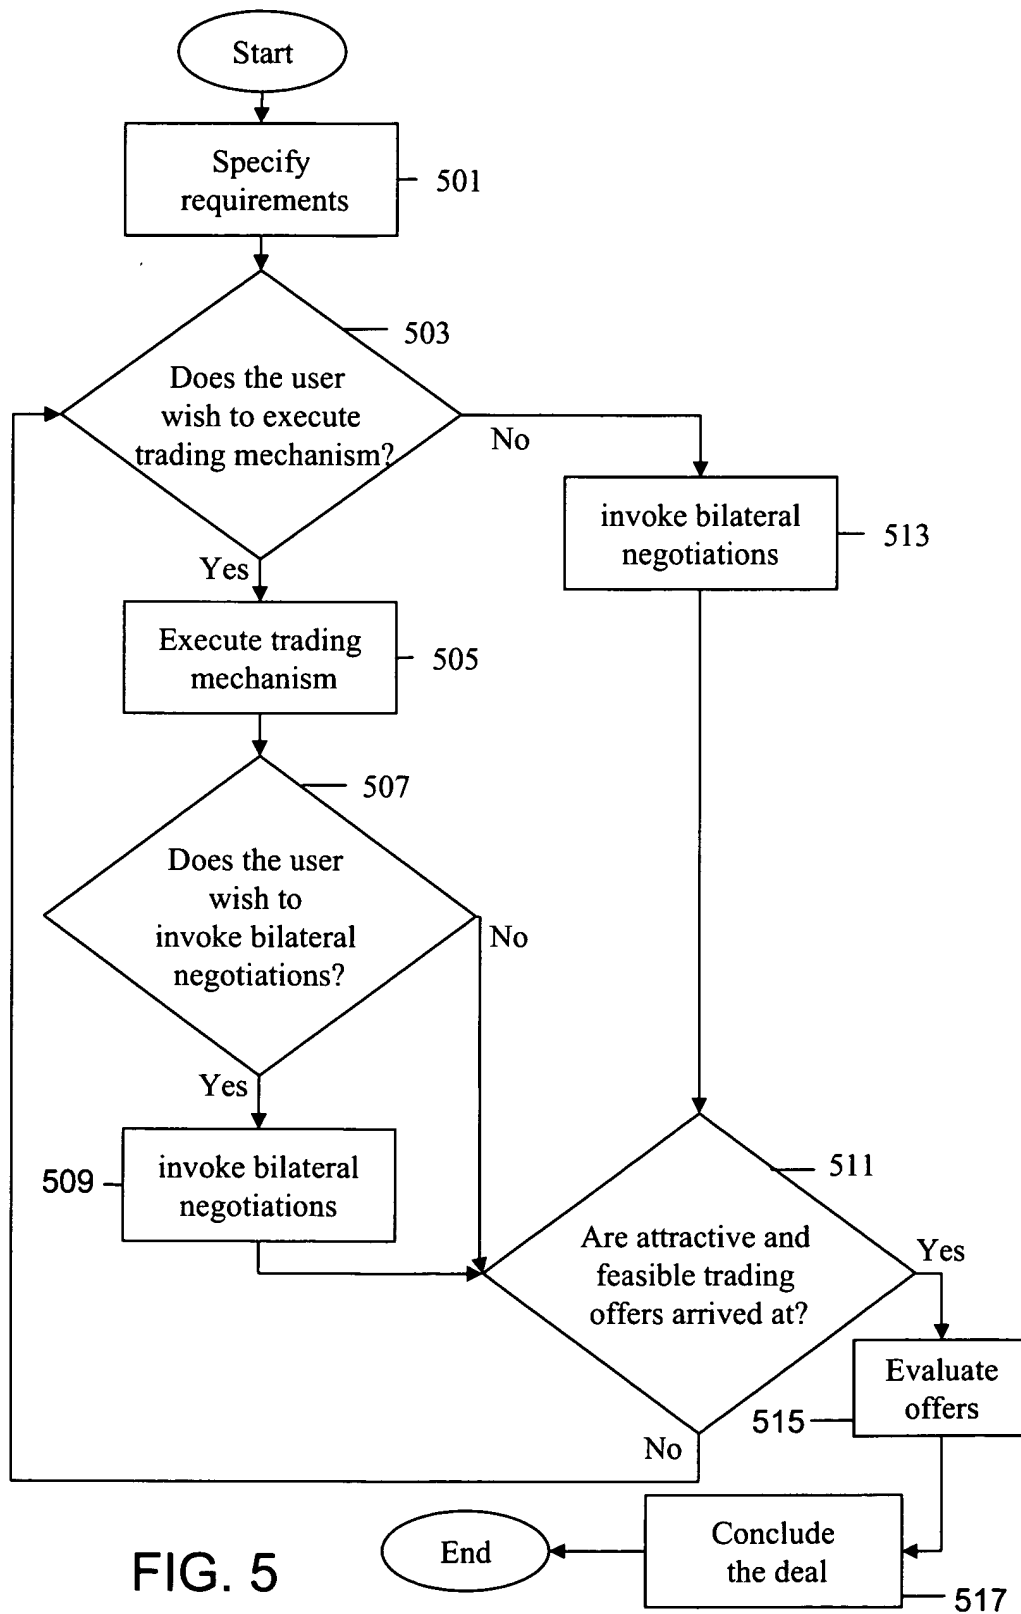 Start
Specify
requirements
501
503
Does the user
wish to execute
trading mechanism?
No
Yes
invoke bilateral
negotiations
513
Execute trading
mechanism
505
507
Does the user
wish to
invoke bilateral
negotiations?
No
Yes
509
invoke bilateral
negotiations
511
Are attractive and
feasible trading
offers arrived at?
Yes
No
Evaluate
offers
515
Conclude
the deal
517
End
FIG. 5